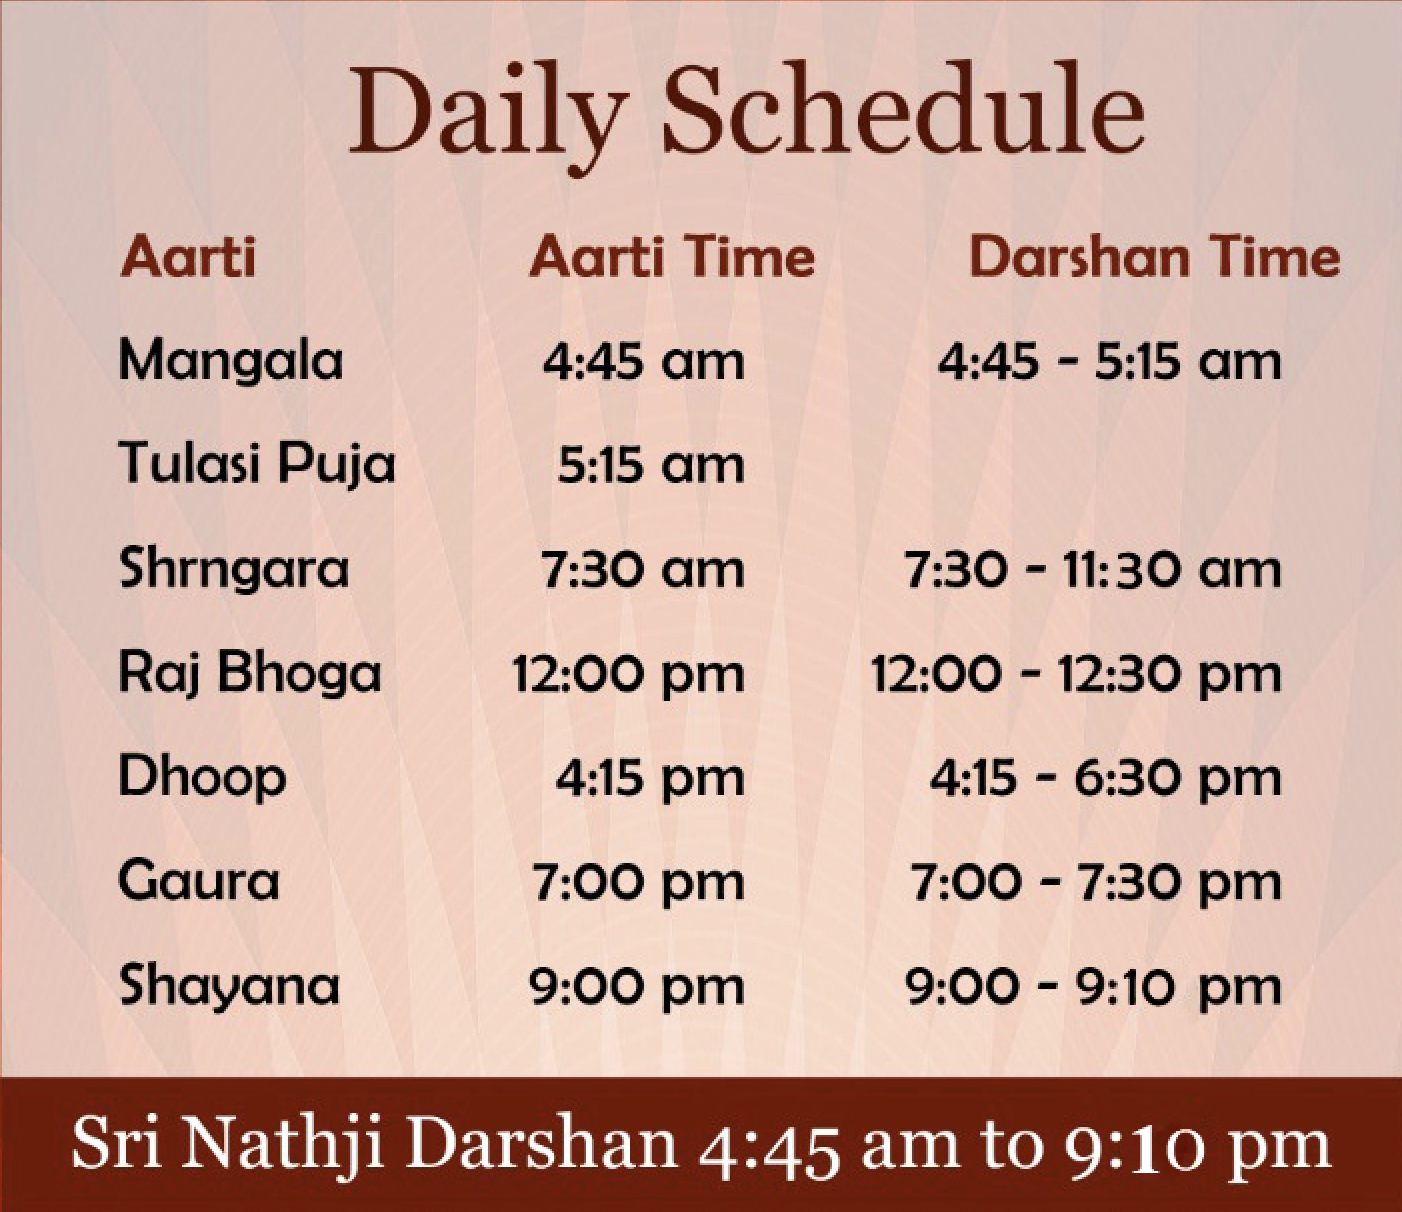 Daily Schedule
Aarti Aarti Time Darshan Time
Mangala 4:45 am 4:45 - 5:15 am
Tulasi Puja 5:15 am
Shrngara 7:30 am 7:30 - 11:30 am
Raj Bhoga 12:00 pm 12:00 - 12:30 pm
Dhoop 4:15 pm 4:15 - 6:30 pm
Gaura 7:00 pm 7:00 - 7:30 pm
Shayana 9:00 pm 9:00 - 9:10 pm
Sri Nathji Darshan 4:45 am to 9:10 pm